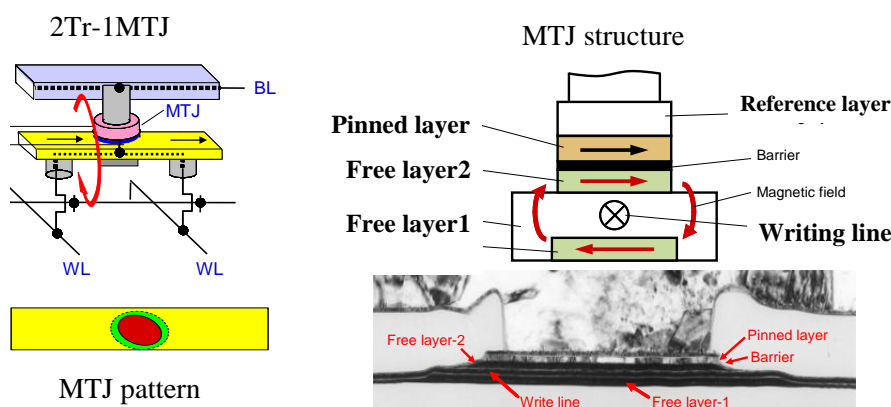 2Tr-1MTJ
BL
MTJ
WL
WL
MTJ pattern
MTJ structure
Reference layer
Pinned layer
Barrier
Free layer2
Magnetic field
Free layer1
Writing line
Free layer-2
Pinned layer
Barrier
Write line
Free layer-1